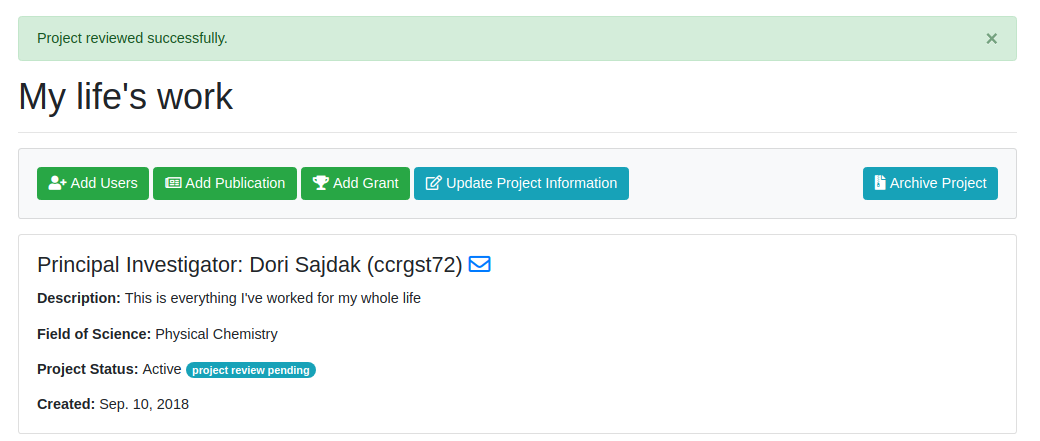 Project reviewed successfully. ×
My life's work
Add Users Add Publication Add Grant Update Project Information Archive Project
Principal Investigator: Dori Sajdak (ccrgst72)
Description: This is everything I've worked for my whole life
Field of Science: Physical Chemistry
Project Status: Active project review pending
Created: Sep. 10, 2018